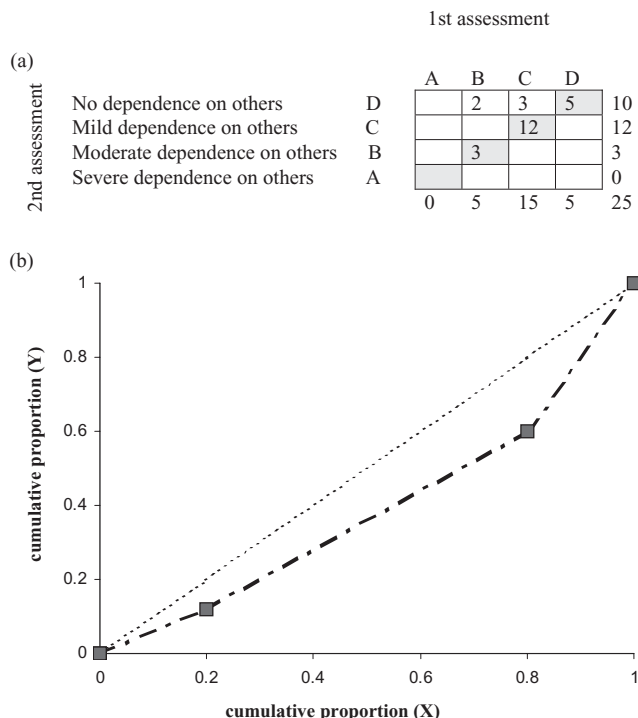 1st assessment
(a)
2nd assessment
A B C D
No dependence on others D 2 3 5 10
Mild dependence on others C 12 12
Moderate dependence on others B 3 3
Severe dependence on others A 0
0 5 15 5 25
(b)
cumulative proportion (Y)
1
0.8
0.6
0.4
0.2
0
0 0.2 0.4 0.6 0.8 1
cumulative proportion (X)